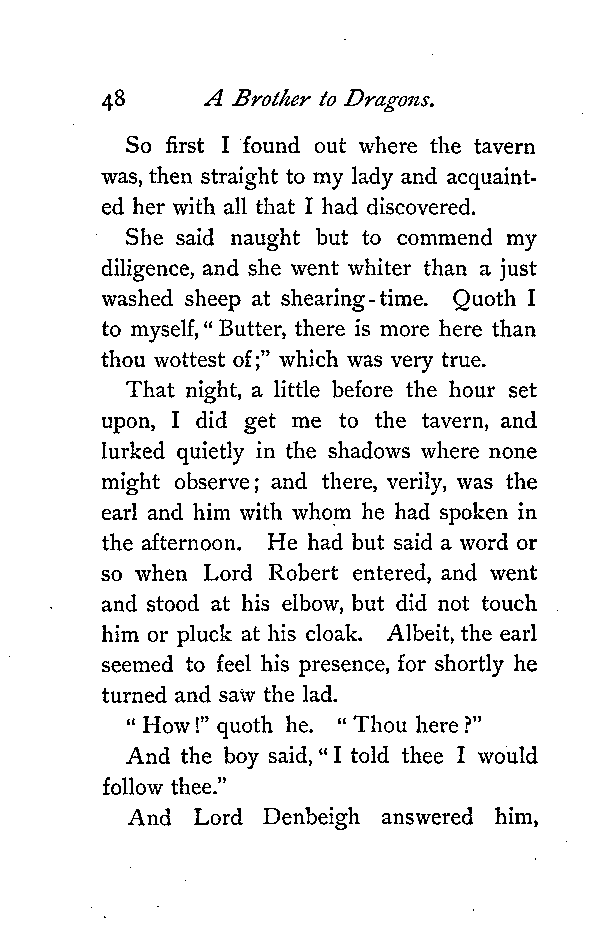 48 A Brother to Dragons.
So first I found out where the tavern
was, then straight to my lady and acquaint-
ed her with all that I had discovered.
She said naught but to commend my
diligence, and she went whiter than a just
washed sheep at shearing-time. Quoth I
to myself, “Butter, there is more here than
thou wottest of;” which was very true.
That night, a little before the hour set
upon, I did get me to the tavern, and
lurked quietly in the shadows where none
might observe; and there, verily, was the
earl and him with whom he had spoken in
the afternoon. He had but said a word or
so when Lord Robert entered, and went
and stood at his elbow, but did not touch
him or pluck at his cloak. Albeit, the earl
seemed to feel his presence, for shortly he
turned and saw the lad.
“How!” quoth he. “Thou here?”
And the boy said, “I told thee I would
follow thee.”
And Lord Denbeigh answered him,